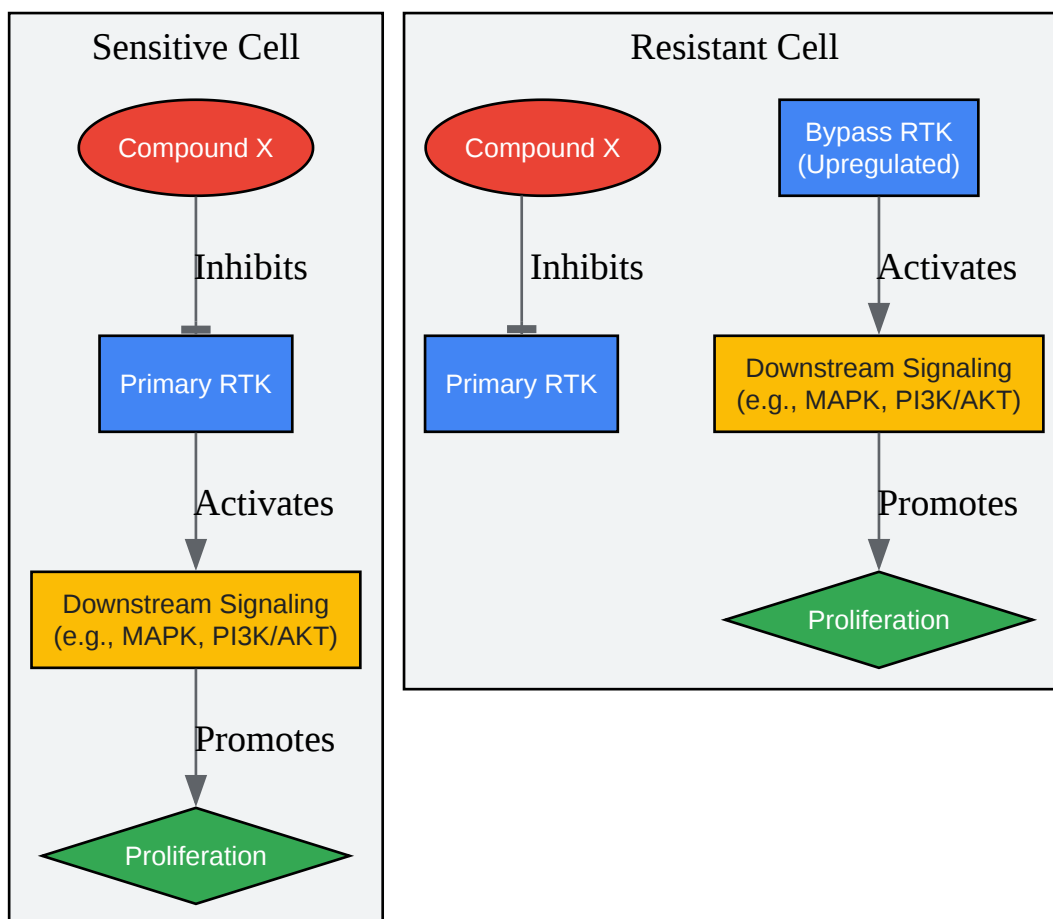 Sensitive Cell
Compound X
Inhibits
Primary RTK
Activates
Downstream Signaling
(e.g., MAPK, PI3K/AKT)
Promotes
Proliferation
Resistant Cell
Compound X
Inhibits
Primary RTK
Bypass RTK
(Upregulated)
Activates
Downstream Signaling
(e.g., MAPK, PI3K/AKT)
Promotes
Proliferation